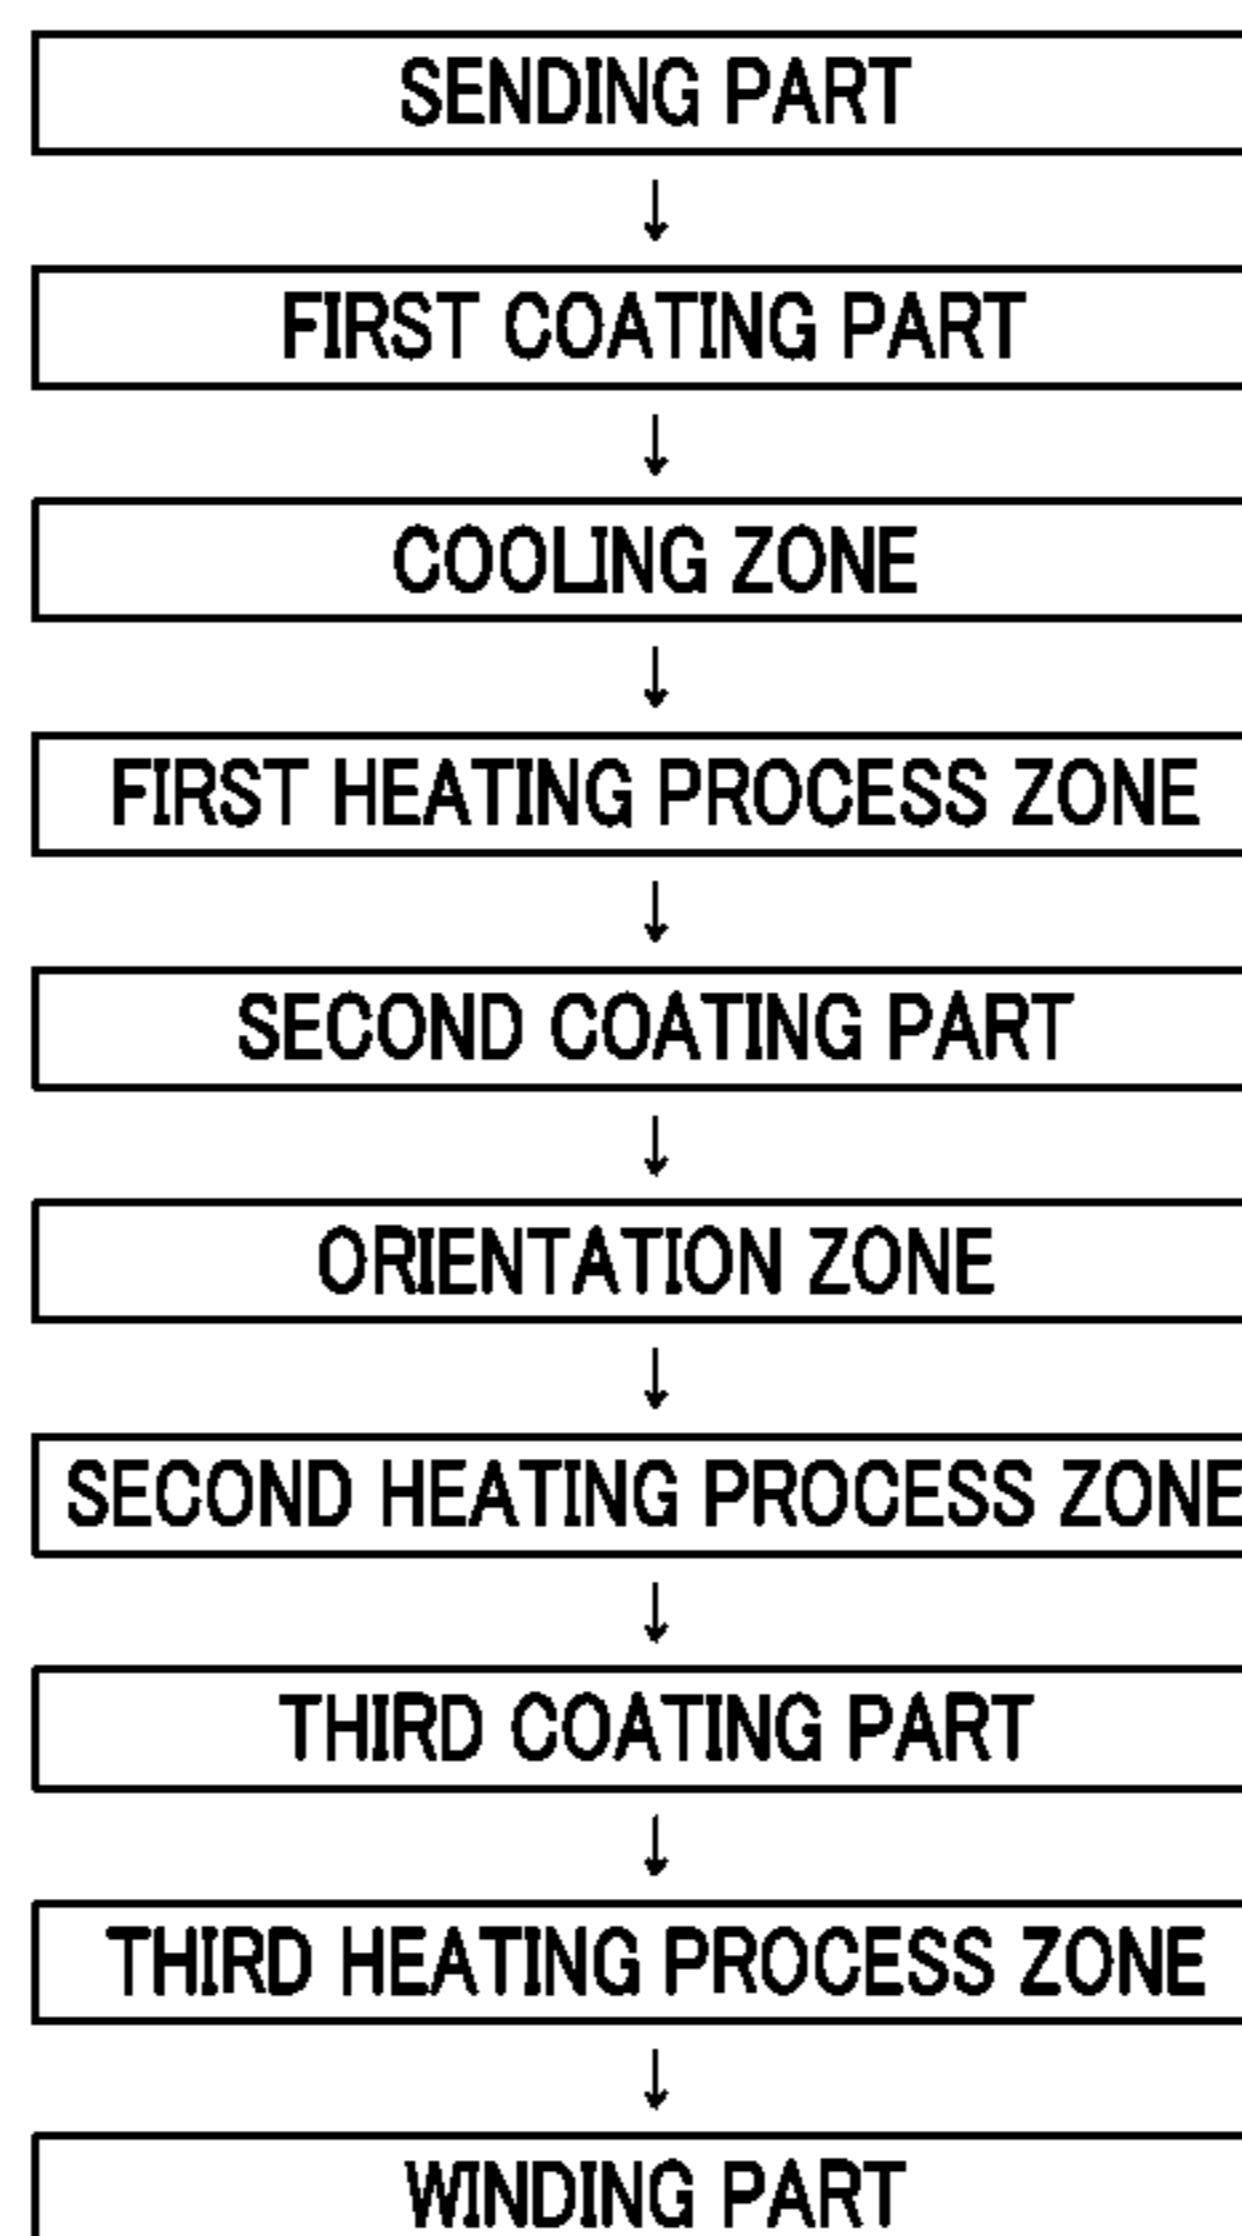 SENDING PART
↓
FIRST COATING PART
↓
COOLING ZONE
↓
FIRST HEATING PROCESS ZONE
↓
SECOND COATING PART
↓
ORIENTATION ZONE
↓
SECOND HEATING PROCESS ZONE
↓
THIRD COATING PART
↓
THIRD HEATING PROCESS ZONE
↓
WINDING PART